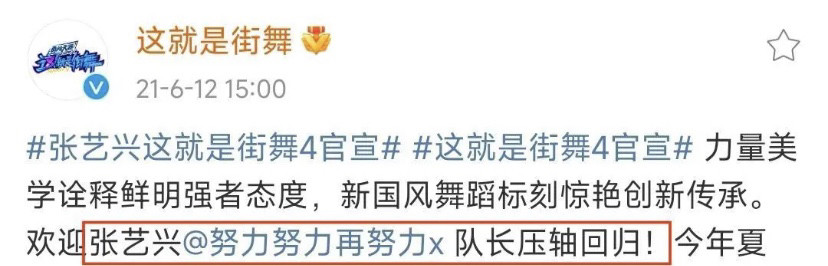 这就是街舞
21-6-12 15:00
#张艺兴这就是街舞4官宣# #这就是街舞4官宣# 力量美
学诠释鲜明强者态度，新国风舞蹈标刻惊艳创新传承。
欢迎张艺兴@努力努力再努力x 队长压轴回归！今年夏